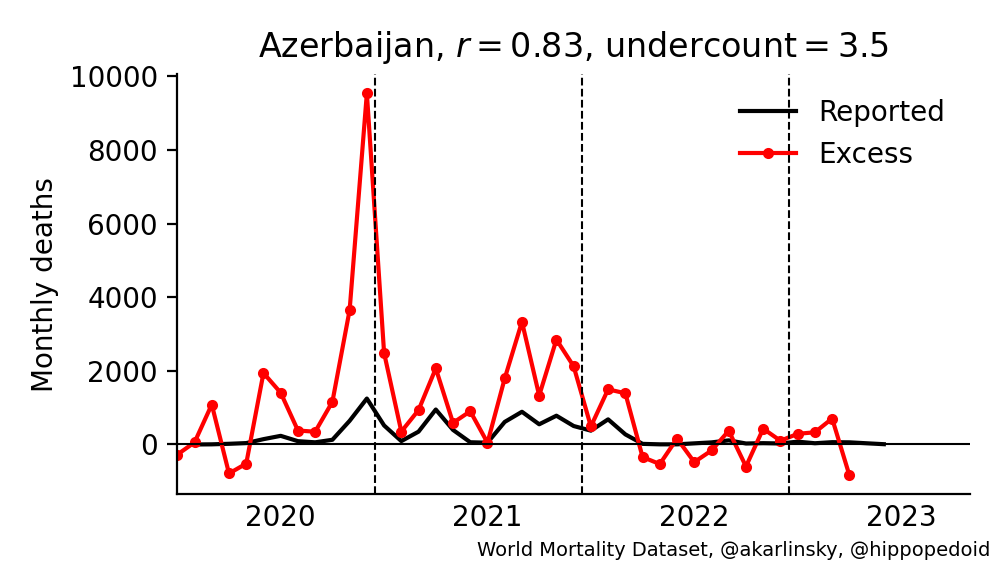 Azerbaijan, r = 0.83, undercount = 3.5
10000
8000
6000
4000
2000
0
Monthly deaths
Reported
Excess
2020 2021 2022 2023
World Mortality Dataset, @akarlinsky, @hippopedoid